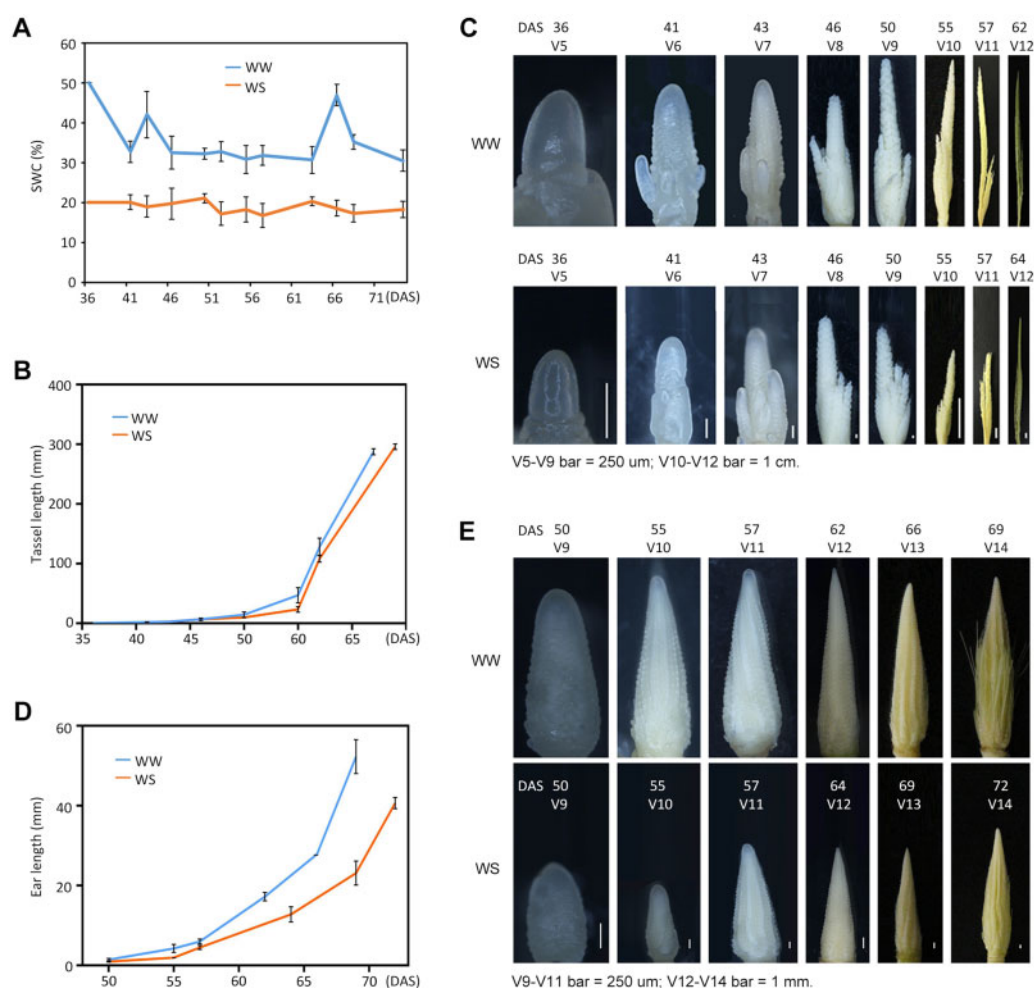 A
60
50
40
30
20
10
0
SWC (%)
WW
WS
36 41 46 51 56 61 66 71 (DAS)
B
400
300
200
100
0
Tassel length (mm)
WW
WS
35 40 45 50 55 60 65 (DAS)
D
60
40
20
0
Ear length (mm)
WW
WS
50 55 60 65 70 (DAS)
C
DAS 36 41 43 46 50 55 57 62
V5 V6 V7 V8 V9 V10 V11 V12
WW
DAS 36 41 43 46 50 55 57 64
V5 V6 V7 V8 V9 V10 V11 V12
WS
V5-V9 bar = 250 um; V10-V12 bar = 1 cm.
E
DAS 50 55 57 62 66 69
V9 V10 V11 V12 V13 V14
WW
DAS 50 55 57 64 69 72
V9 V10 V11 V12 V13 V14
WS
V9-V11 bar = 250 um; V12-V14 bar = 1 mm.